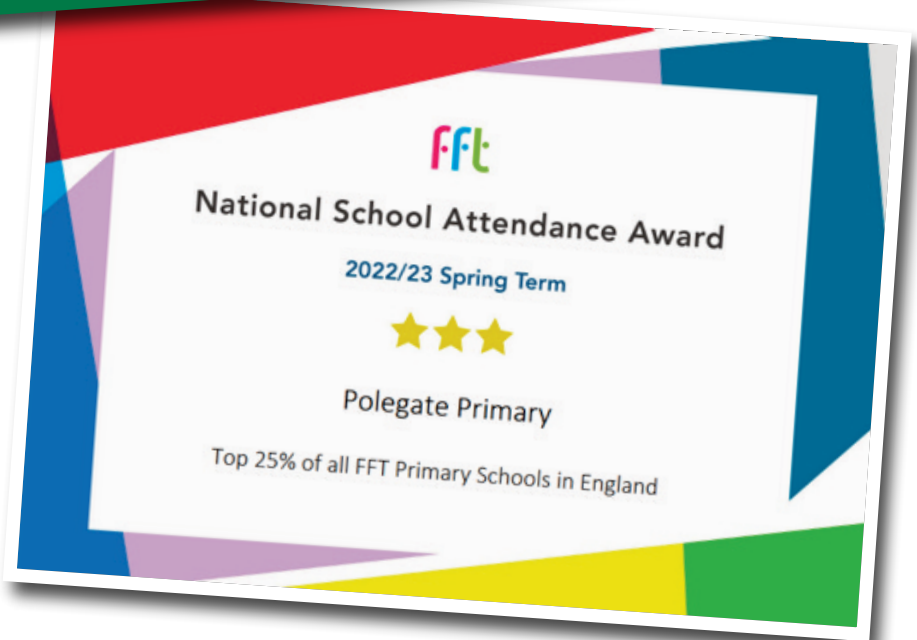 fft
National School Attendance Award
2022/23 Spring Term
Polegate Primary
Top 25% of all FFT Primary Schools in England